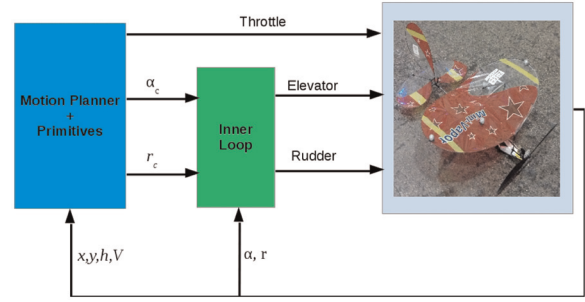 Throttle
Motion Planner
+
Primitives
α_c
Elevator
Inner
Loop
r_c
Rudder
x,y,h,V
α, r